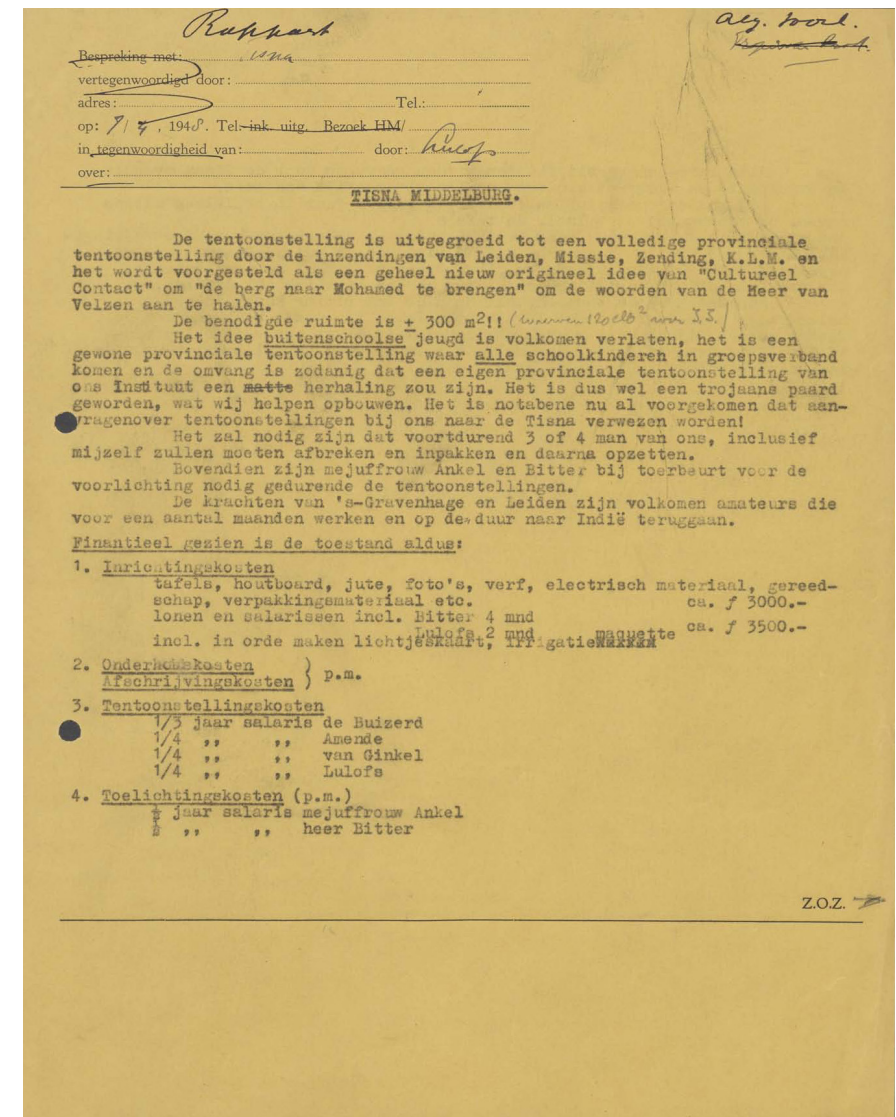 Rapport
Alg. voorl.
Bespreking met: isna
vertegenwoordigd door:
adres: Tel.:
op: 7/ 1948. Tel. ink. uitg. Bezoek HM/
in tegenwoordigheid van: door: Lulofs
over:
TISNA MIDDELBURG.
De tentoonstelling is uitgegroeid tot een volledige provinciale
tentoonstelling door de inzendingen van Leiden, Missie, Zending, K.L.M. en
het wordt voorgesteld als een geheel nieuw origineel idee van "Cultureel
Contact" om "de berg naar Mohamed te brengen" om de woorden van de Heer van
Velzen aan te halen.
De benodigde ruimte is + 300 m2!! (waarvan 120 m2 voor I.I.)
Het idee buitenschoolse jeugd is volkomen verlaten, het is een
gewone provinciale tentoonstelling waar alle schoolkindereh in groepsverband
komen en de omvang is zodanig dat een eigen provinciale tentoonstelling van
ons Instituut een matte herhaling zou zijn. Het is dus wel een trojaans paard
geworden, wat wij helpen opbouwen. Het is notabene nu al voorgekomen dat aan-
vragenover tentoonstellingen bij ons naar de Tisna verwezen worden!
Het zal nodig zijn dat voortdurend 3 of 4 man van ons, inclusief
mijzelf zullen moeten afbreken en inpakken en daarna opzetten.
Bovendien zijn mejuffrouw Ankel en Bitter bij toerbeurt voor de
voorlichting nodig gedurende de tentoonstellingen.
De krachten van 's-Gravenhage en Leiden zijn volkomen amateurs die
voor een aantal maanden werken en op de duur naar Indië teruggaan.
Finantieel gezien is de toestand aldus:
1. Inrichtingskosten
tafels, houtboard, jute, foto's, verf, electrisch materiaal, gereed-
schap, verpakkingsmateriaal etc. ca. ƒ 3000.-
lonen en salarissen incl. Bitter 4 mnd
Lulofs 2 mnd ca. ƒ 3500.-
incl. in orde maken lichtjeskaart, irrigatie maquette
2. Onderhoudskosten
Afschrijvingskosten ) p.m.
3. Tentoonstellingskosten
1/3 jaar salaris de Buizerd
1/4 ,, ,, Amende
1/4 ,, ,, van Ginkel
1/4 ,, ,, Lulofs
4. Toelichtingskosten (p.m.)
jaar salaris mejuffrouw Ankel
,, ,, heer Bitter
Z.O.Z.